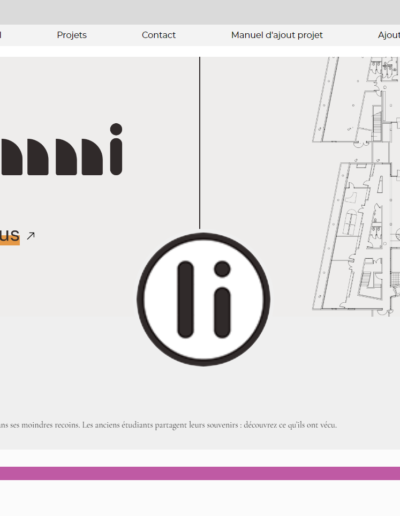 Projets Contact Manuel d'ajout projet Ajout
mmi
us ↗
li
ns ses moindres recoins. Les anciens étudiants partagent leurs souvenirs : découvrez ce qu'ils ont vécu.